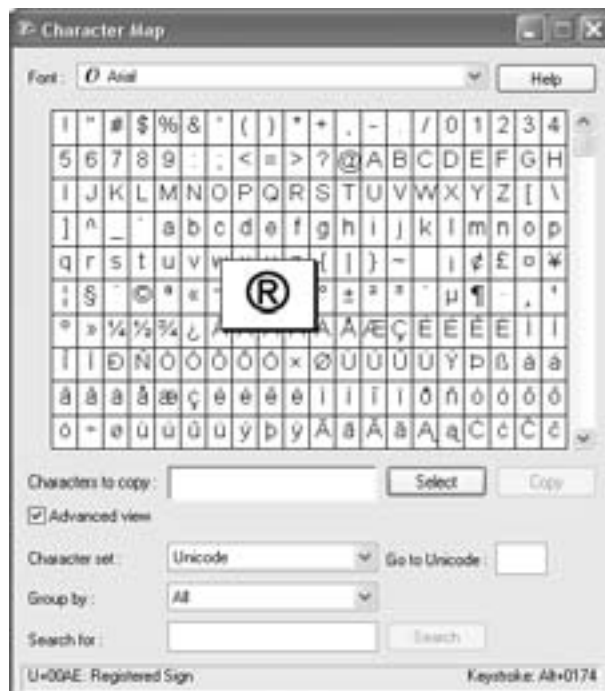 Character Map
Font : O Arial Help
! " # $ % & ' ( ) * + , - . / 0 1 2 3 4
5 6 7 8 9 : ; < = > ? @ A B C D E F G H
I J K L M N O P Q R S T U V W X Y Z [ \
] ^ _ ` a b c d e f g h i j k l m n o p
q r s t u v w { | } ~ ¡ ¢ £ ¤ ¥
¦ § ¨ © ª « ® ° ± ² ³ ´ µ ¶ · ¸ ¹
º » ¼ ½ ¾ ¿ Å Æ Ç È É Ê Ë Ì Í
Î Ï Ð Ñ Ò Ó Ô Õ Ö × Ø Ù Ú Û Ü Ý Þ ß à á
â ã ä å æ ç è é ê ë ì í î ï ð ñ ò ó ô õ
ö ÷ ø ù ú û ü ý þ ÿ Ā ā Ă ă Ą ą Ć ć Č č
Characters to copy : Select Copy
Advanced view
Character set : Unicode Go to Unicode :
Group by : All
Search for : Search
U+00AE: Registered Sign Keystroke: Alt+0174